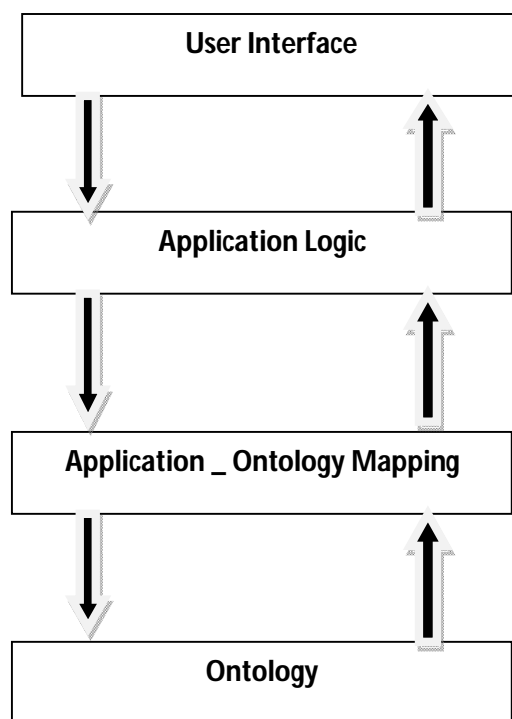 User Interface
Application Logic
Application _ Ontology Mapping
Ontology